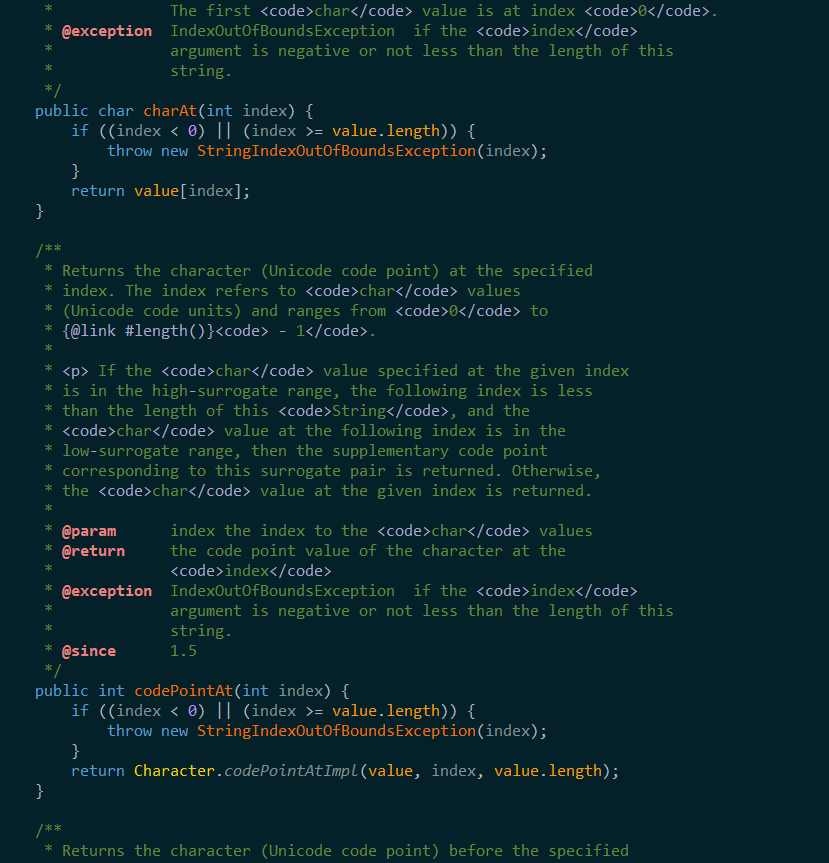 *             The first <code>char</code> value is at index <code>0</code>.
     * @exception  IndexOutOfBoundsException  if the <code>index</code>
     *             argument is negative or not less than the length of this
     *             string.
     */
    public char charAt(int index) {
        if ((index < 0) || (index >= value.length)) {
            throw new StringIndexOutOfBoundsException(index);
        }
        return value[index];
    }

    /**
     * Returns the character (Unicode code point) at the specified
     * index. The index refers to <code>char</code> values
     * (Unicode code units) and ranges from <code>0</code> to
     * {@link #length()}<code> - 1</code>.
     *
     * <p> If the <code>char</code> value specified at the given index
     * is in the high-surrogate range, the following index is less
     * than the length of this <code>String</code>, and the
     * <code>char</code> value at the following index is in the
     * low-surrogate range, then the supplementary code point
     * corresponding to this surrogate pair is returned. Otherwise,
     * the <code>char</code> value at the given index is returned.
     *
     * @param      index the index to the <code>char</code> values
     * @return     the code point value of the character at the
     *             <code>index</code>
     * @exception  IndexOutOfBoundsException  if the <code>index</code>
     *             argument is negative or not less than the length of this
     *             string.
     * @since      1.5
     */
    public int codePointAt(int index) {
        if ((index < 0) || (index >= value.length)) {
            throw new StringIndexOutOfBoundsException(index);
        }
        return Character.codePointAtImpl(value, index, value.length);
    }

    /**
     * Returns the character (Unicode code point) before the specified